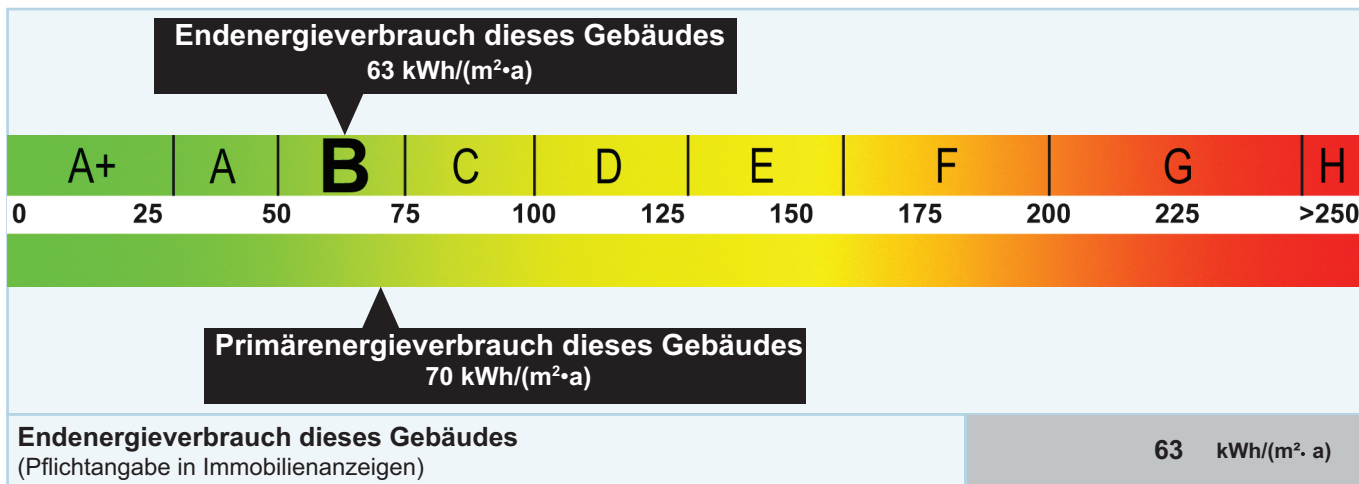 Endenergieverbrauch dieses Gebäudes
63 kWh/(m²•a)
A+ A B C D E F G H
0 25 50 75 100 125 150 175 200 225 >250
Primärenergieverbrauch dieses Gebäudes
70 kWh/(m²•a)
Endenergieverbrauch dieses Gebäudes
(Pflichtangabe in Immobilienanzeigen)
63 kWh/(m²• a)